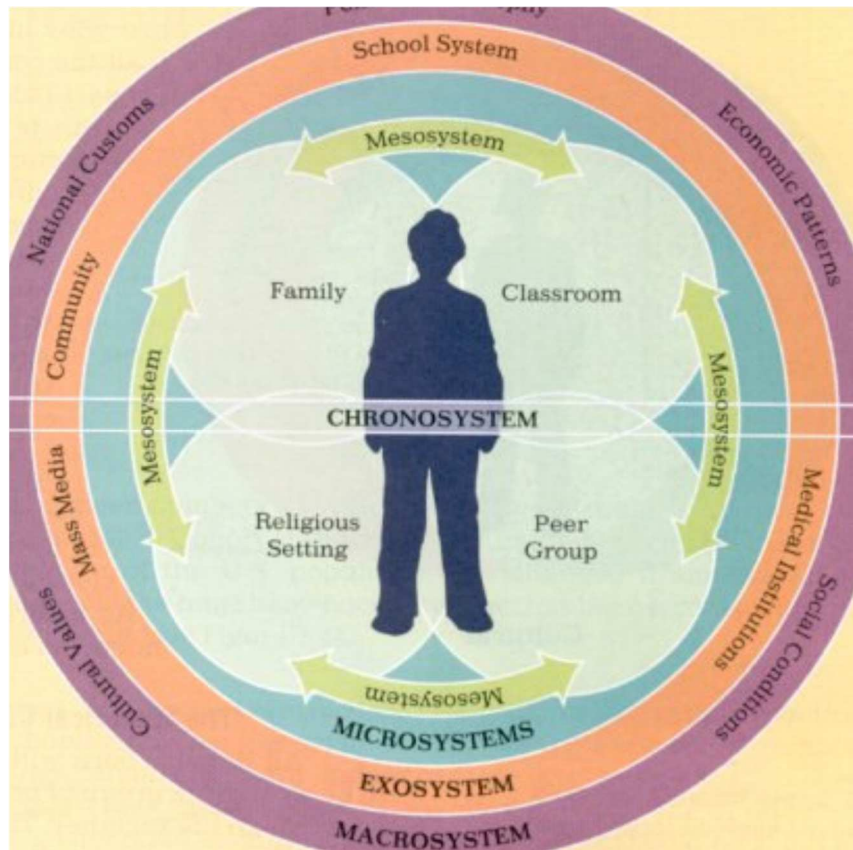 School System
National Customs
Economic Patterns
Mesosystem
Community
Family
Classroom
Mesosystem
Mesosystem
CHRONOSYSTEM
Mass Media
Medical Institutions
Religious
Setting
Peer
Group
Cultural Values
Social Conditions
Mesosystem
MICROSYSTEMS
EXOSYSTEM
MACROSYSTEM